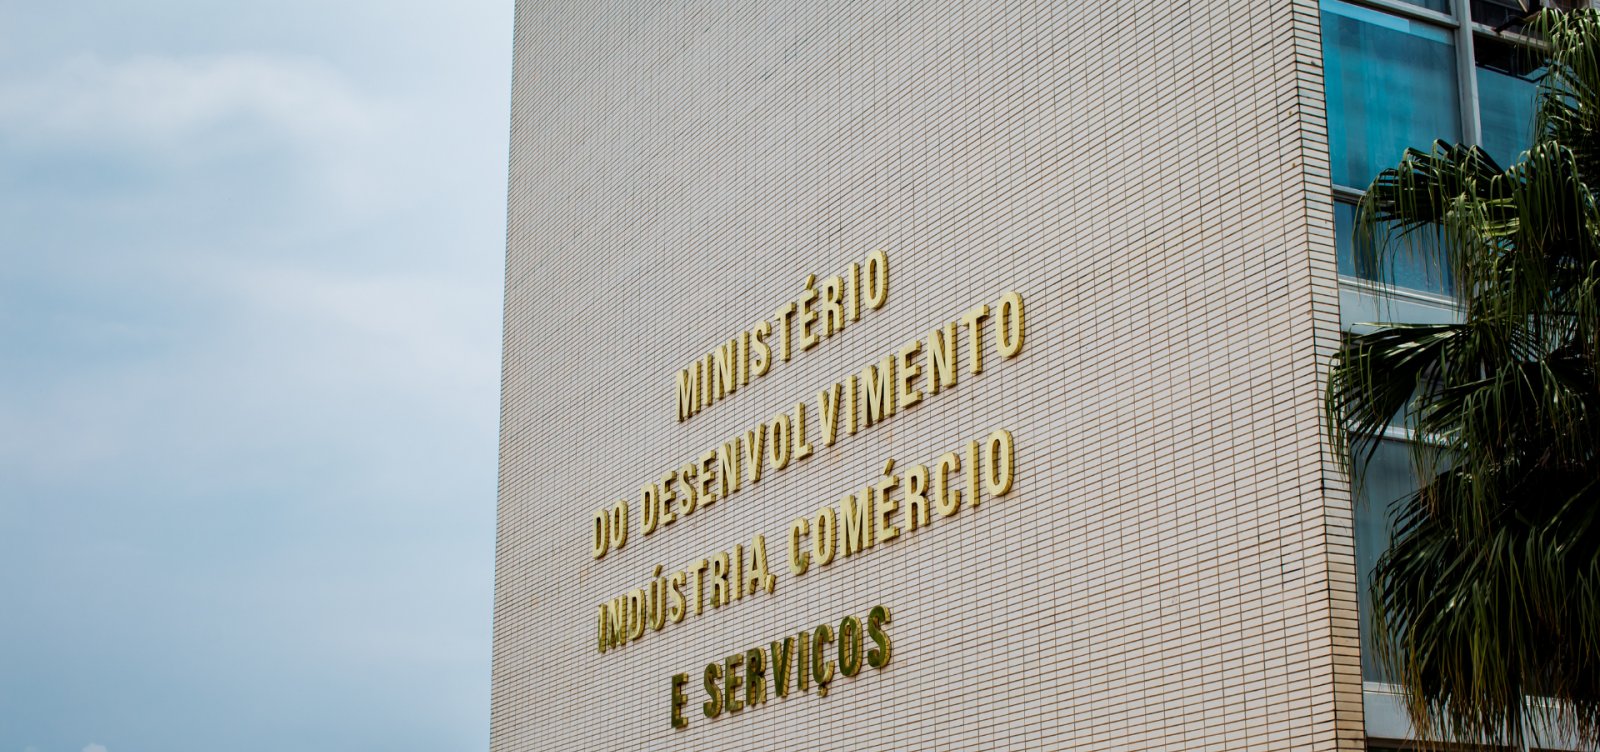 MINISTÉRIO
DO DESENVOLVIMENTO
INDÚSTRIA, COMÉRCIO
E SERVIÇOS